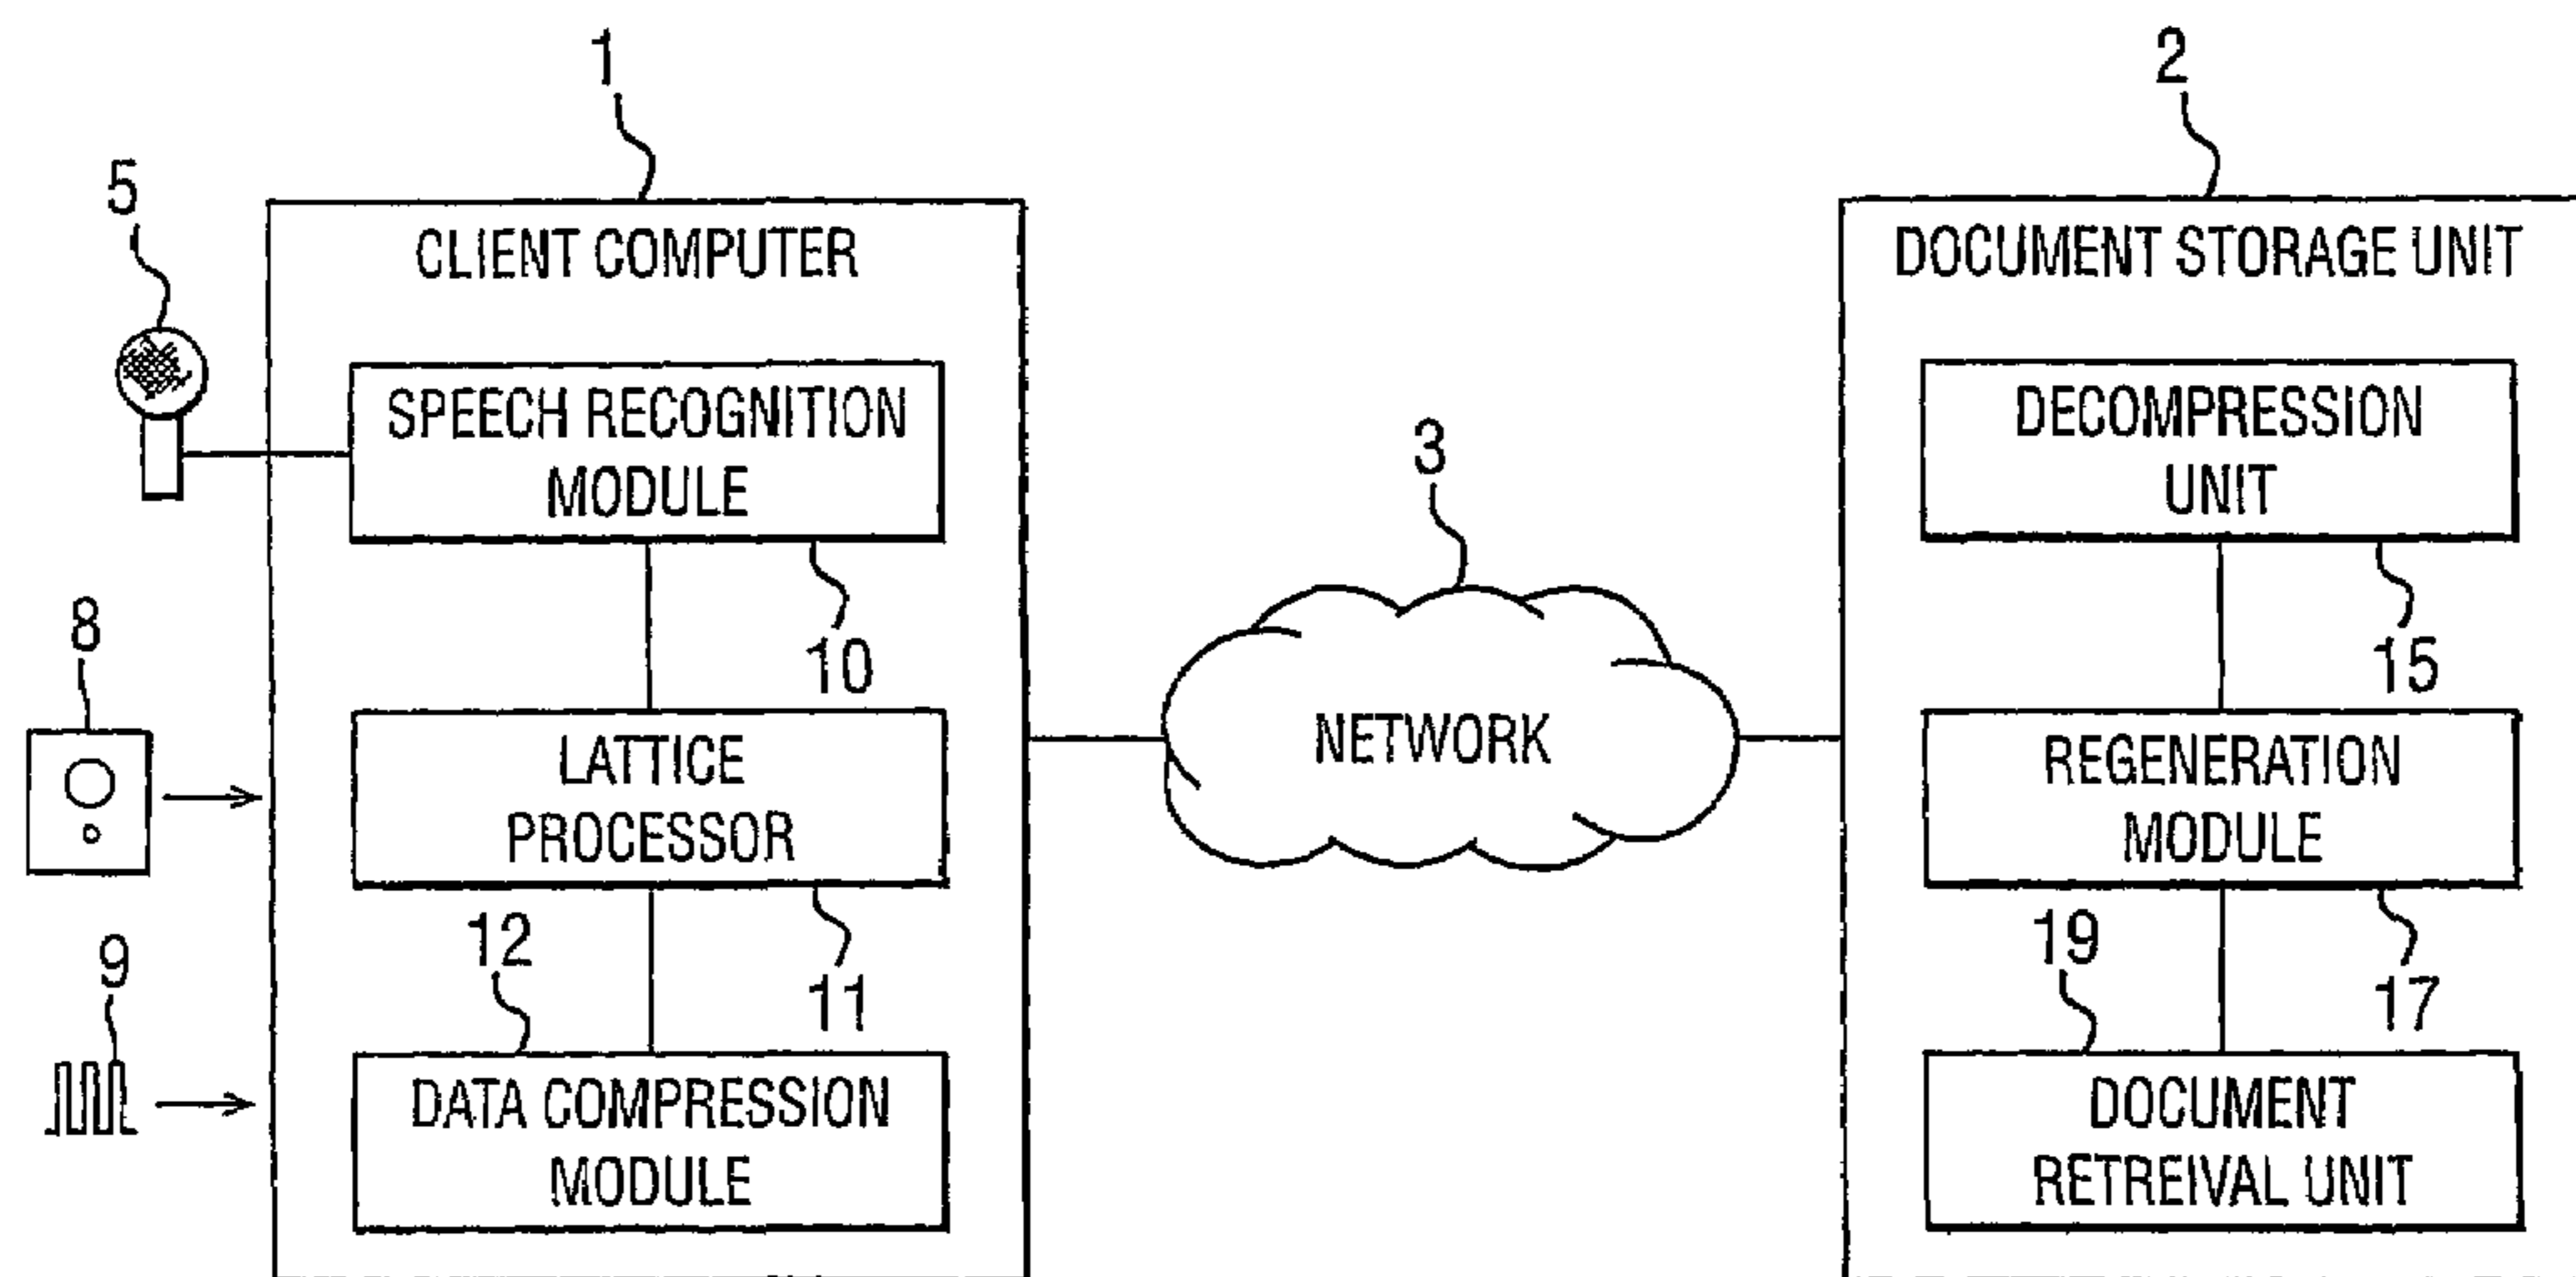 1
2
5
CLIENT COMPUTER
DOCUMENT STORAGE UNIT
SPEECH RECOGNITION
MODULE
DECOMPRESSION
UNIT
3
8
10
15
LATTICE
PROCESSOR
NETWORK
REGENERATION
MODULE
9
12
11
19
17
DATA COMPRESSION
MODULE
DOCUMENT
RETREIVAL UNIT